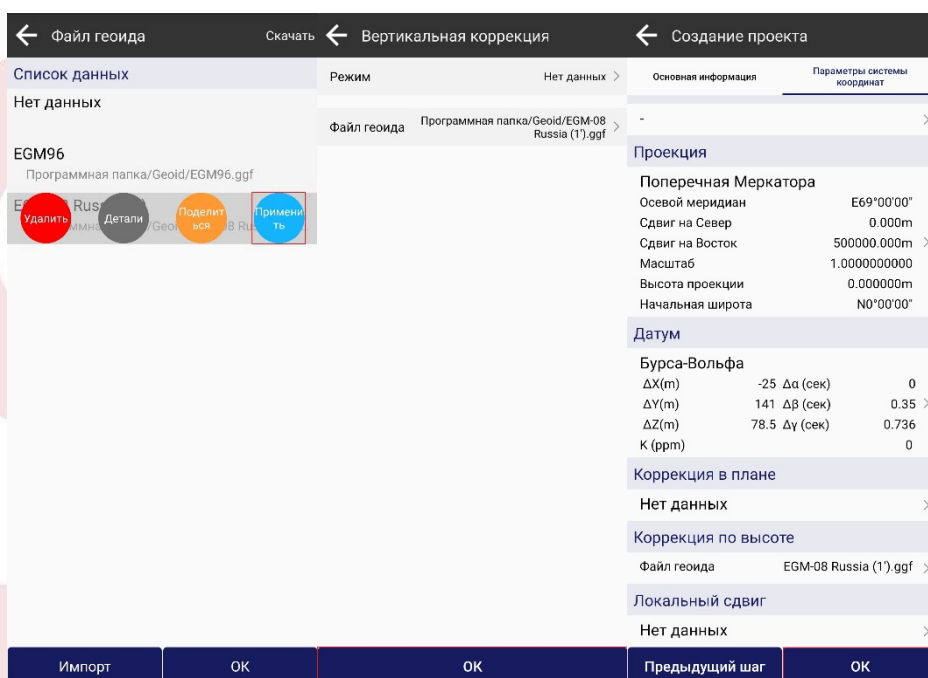 Файл геоида
Скачать
Список данных
Нет данных
EGM96
Программная папка/Geoid/EGM96.ggf
Удалить
Детали
Поделит
ься
Примени
ть
Импорт
OK
Вертикальная коррекция
Режим
Нет данных
Файл геоида
Программная папка/Geoid/EGM-08
Russia (1').ggf
OK
Создание проекта
Основная информация
Параметры системы
координат
-
Проекция
Поперечная Меркатора
Осевой меридиан E69°00'00"
Сдвиг на Север 0.000m
Сдвиг на Восток 500000.000m
Масштаб 1.0000000000
Высота проекции 0.000000m
Начальная широта N0°00'00"
Датум
Бурса-Вольфа
ΔX(m) -25 Δα (сек) 0
ΔY(m) 141 Δβ (сек) 0.35
ΔZ(m) 78.5 Δγ (сек) 0.736
K (ppm) 0
Коррекция в плане
Нет данных
Коррекция по высоте
Файл геоида EGM-08 Russia (1').ggf
Локальный сдвиг
Нет данных
Предыдущий шаг
OK